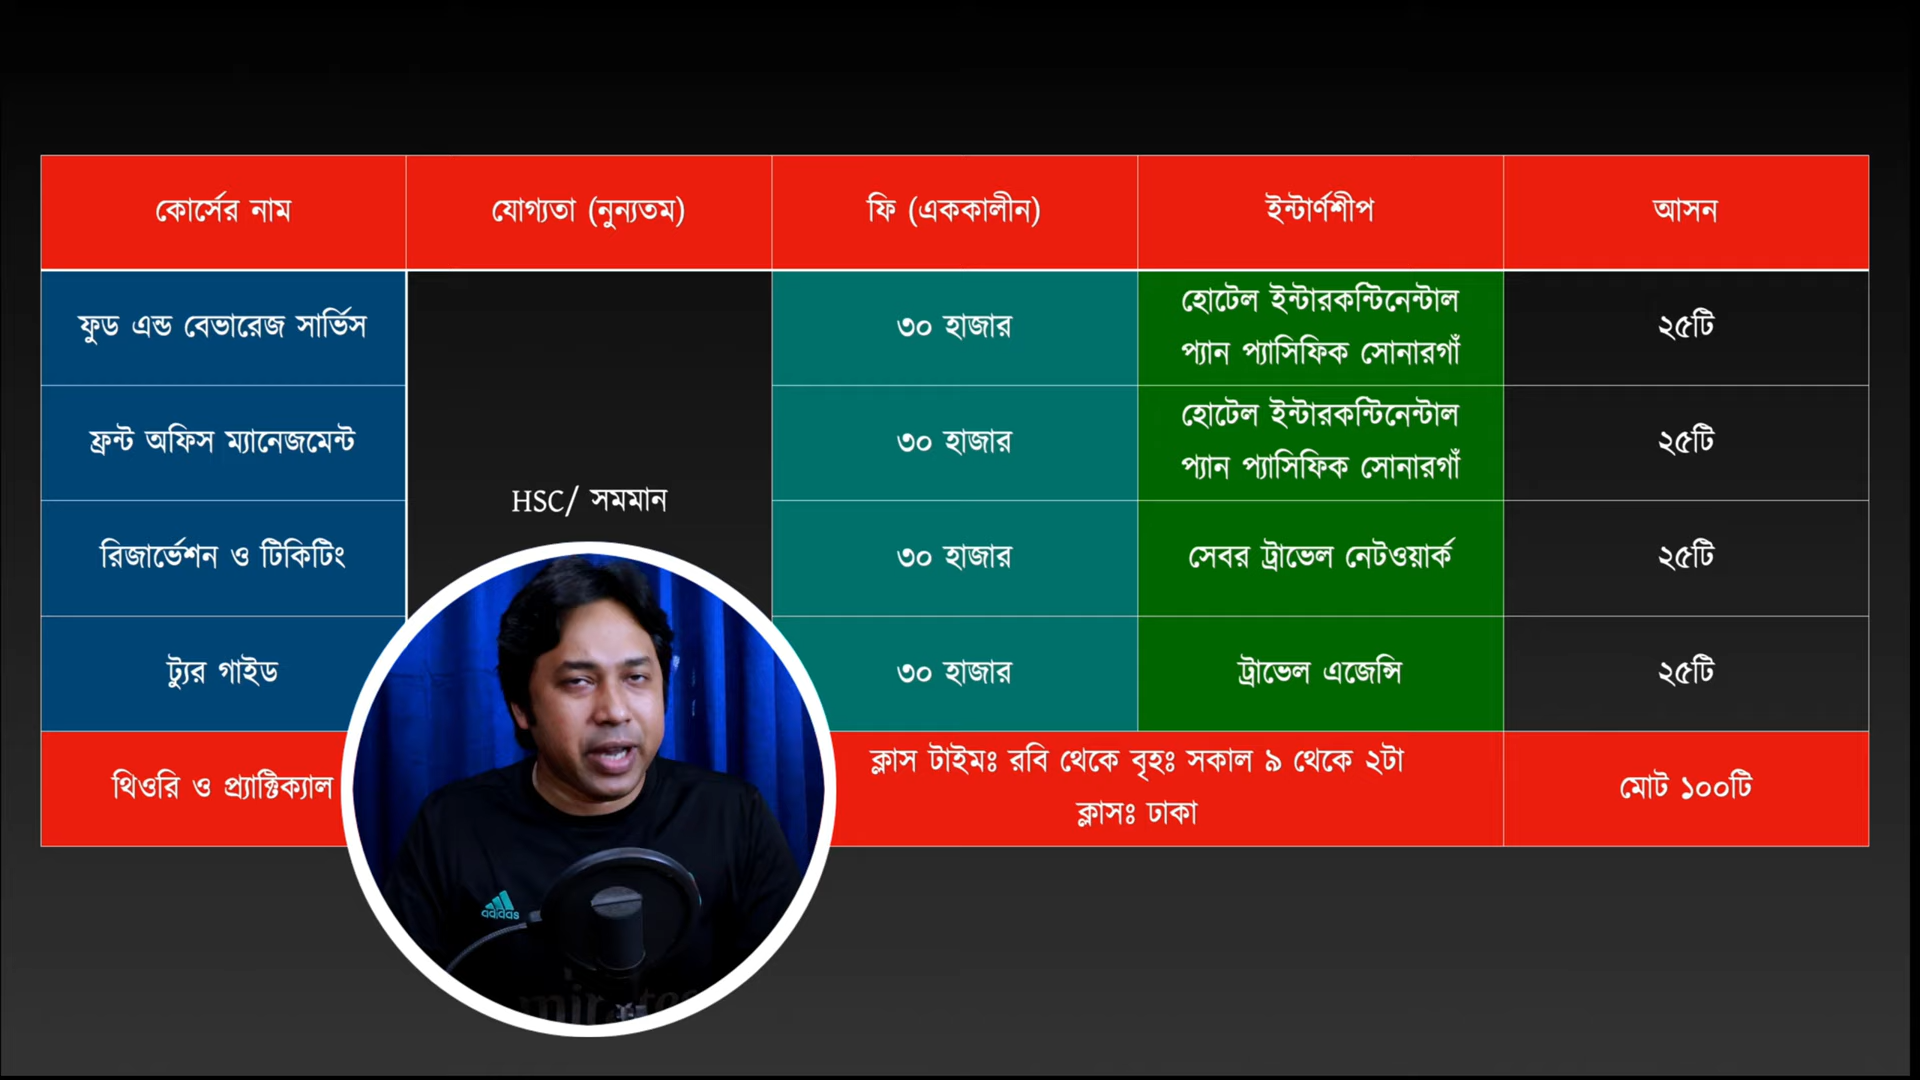 কোর্সের নাম
যোগ্যতা (নুন্যতম)
ফি (এককালীন)
ইন্টার্ণশীপ
আসন
ফুড এন্ড বেভারেজ সার্ভিস
৩০ হাজার
হোটেল ইন্টারকন্টিনেন্টাল
প্যান প্যাসিফিক সোনারগাঁ
২৫টি
ফ্রন্ট অফিস ম্যানেজমেন্ট
৩০ হাজার
হোটেল ইন্টারকন্টিনেন্টাল
প্যান প্যাসিফিক সোনারগাঁ
২৫টি
HSC/ সমমান
রিজার্ভেশন ও টিকিটিং
৩০ হাজার
সেবর ট্রাভেল নেটওয়ার্ক
২৫টি
ট্যুর গাইড
৩০ হাজার
ট্রাভেল এজেন্সি
২৫টি
থিওরি ও প্র্যাক্টিক্যাল
ক্লাস টাইমঃ রবি থেকে বৃহঃ সকাল ৯ থেকে ২টা
ক্লাসঃ ঢাকা
মোট ১০০টি
adidas